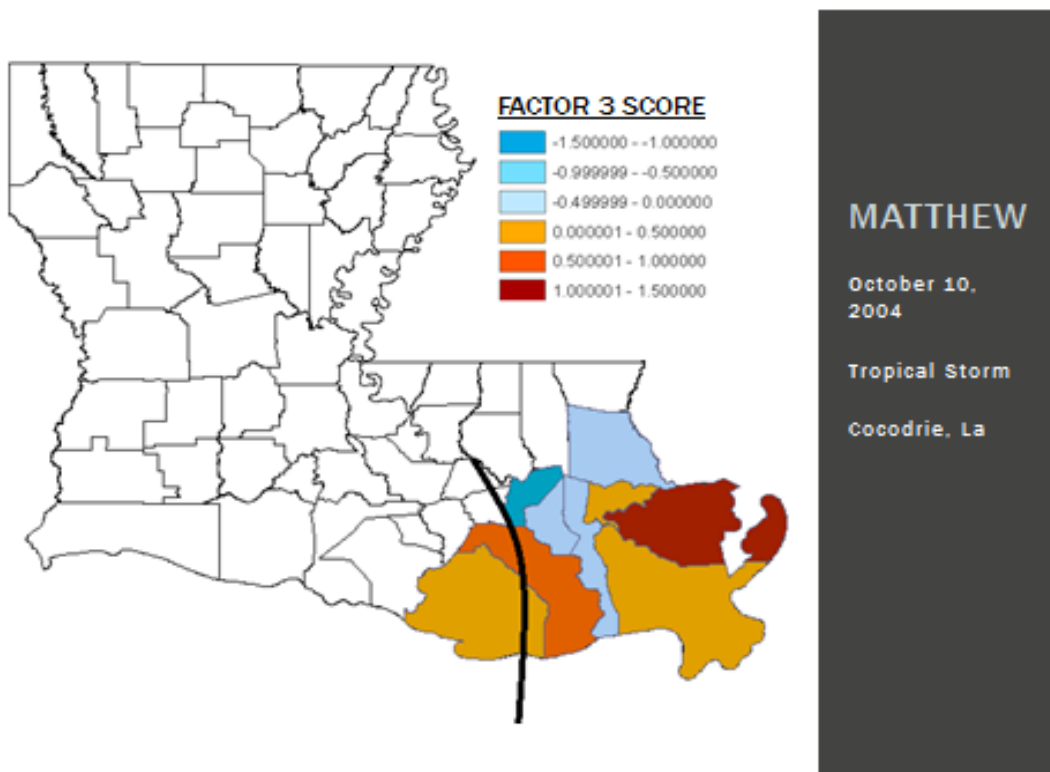 FACTOR 3 SCORE
-1.500000 - -1.000000
-0.999999 - -0.500000
-0.499999 - 0.000000
0.000001 - 0.500000
0.500001 - 1.000000
1.000001 - 1.500000
MATTHEW
October 10,
2004
Tropical Storm
Cocodrie, La